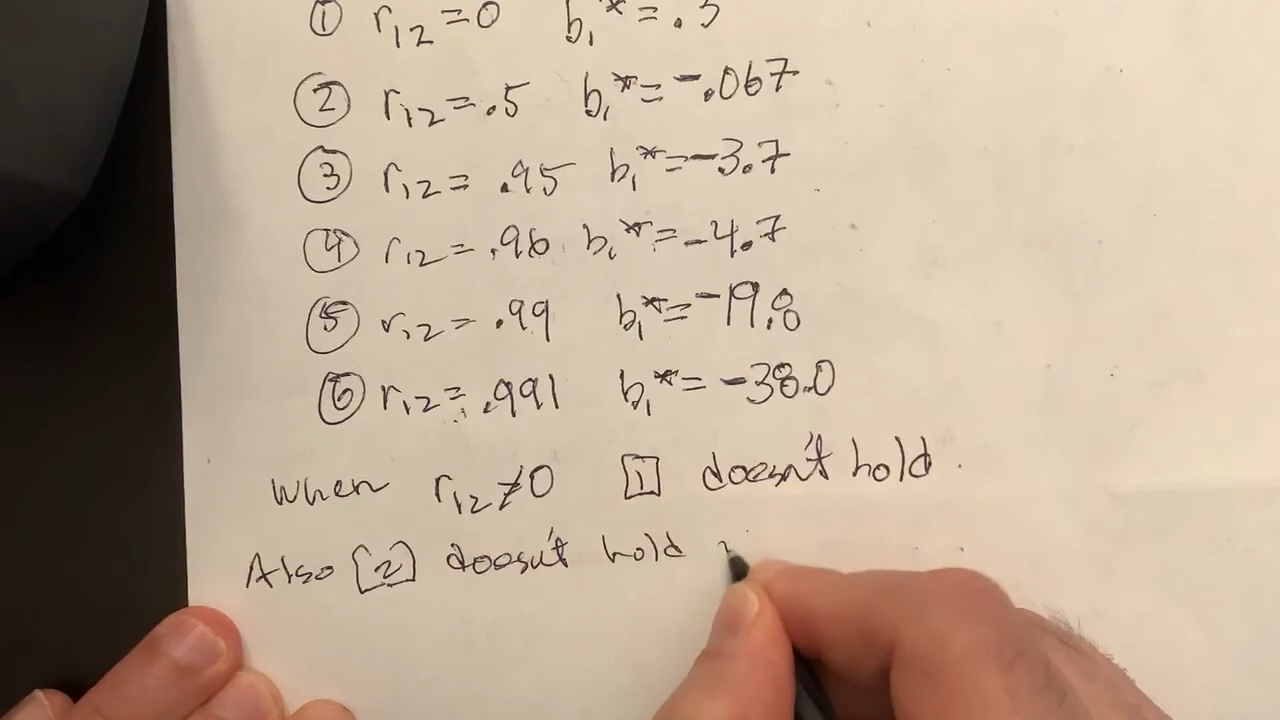 ① r₁₂ = 0 b₁* = .3
② r₁₂ = .5 b₁* = -.067
③ r₁₂ = .95 b₁* = -3.7
④ r₁₂ = .96 b₁* = -4.7
⑤ r₁₂ = .99 b₁* = -19.8
⑥ r₁₂ = .991 b₁* = -38.0
When r₁₂ ≠ 0 [1] doesn't hold.
Also [2] doesn't hold